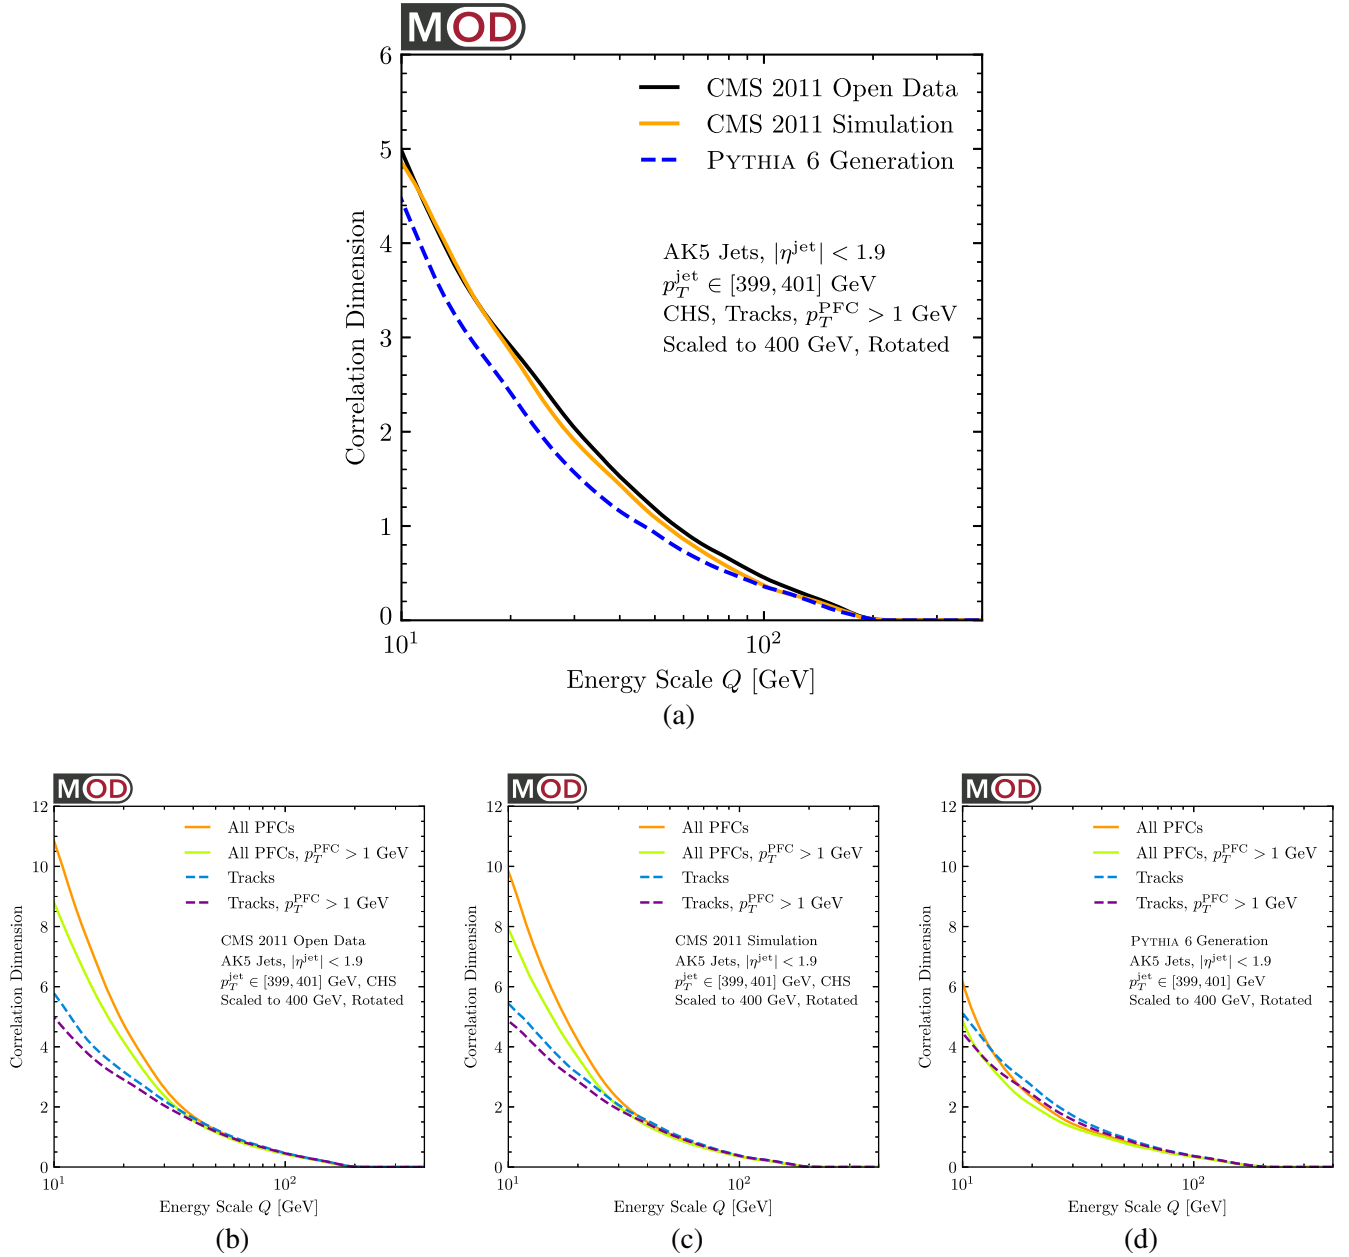 MOD
6
5
4
3
2
1
0
Correlation Dimension
CMS 2011 Open Data
CMS 2011 Simulation
PYTHIA 6 Generation
AK5 Jets, |η^jet| < 1.9
p_T^jet ∈ [399, 401] GeV
CHS, Tracks, p_T^PFC > 1 GeV
Scaled to 400 GeV, Rotated
10^1 10^2
Energy Scale Q [GeV]
(a)
MOD
12
10
8
6
4
2
0
Correlation Dimension
All PFCs
All PFCs, p_T^PFC > 1 GeV
Tracks
Tracks, p_T^PFC > 1 GeV
CMS 2011 Open Data
AK5 Jets, |η^jet| < 1.9
p_T^jet ∈ [399, 401] GeV, CHS
Scaled to 400 GeV, Rotated
10^1 10^2
Energy Scale Q [GeV]
(b)
MOD
12
10
8
6
4
2
0
Correlation Dimension
All PFCs
All PFCs, p_T^PFC > 1 GeV
Tracks
Tracks, p_T^PFC > 1 GeV
CMS 2011 Simulation
AK5 Jets, |η^jet| < 1.9
p_T^jet ∈ [399, 401] GeV, CHS
Scaled to 400 GeV, Rotated
10^1 10^2
Energy Scale Q [GeV]
(c)
MOD
12
10
8
6
4
2
0
Correlation Dimension
All PFCs
All PFCs, p_T^PFC > 1 GeV
Tracks
Tracks, p_T^PFC > 1 GeV
PYTHIA 6 Generation
AK5 Jets, |η^jet| < 1.9
p_T^jet ∈ [399, 401] GeV
Scaled to 400 GeV, Rotated
10^1 10^2
Energy Scale Q [GeV]
(d)